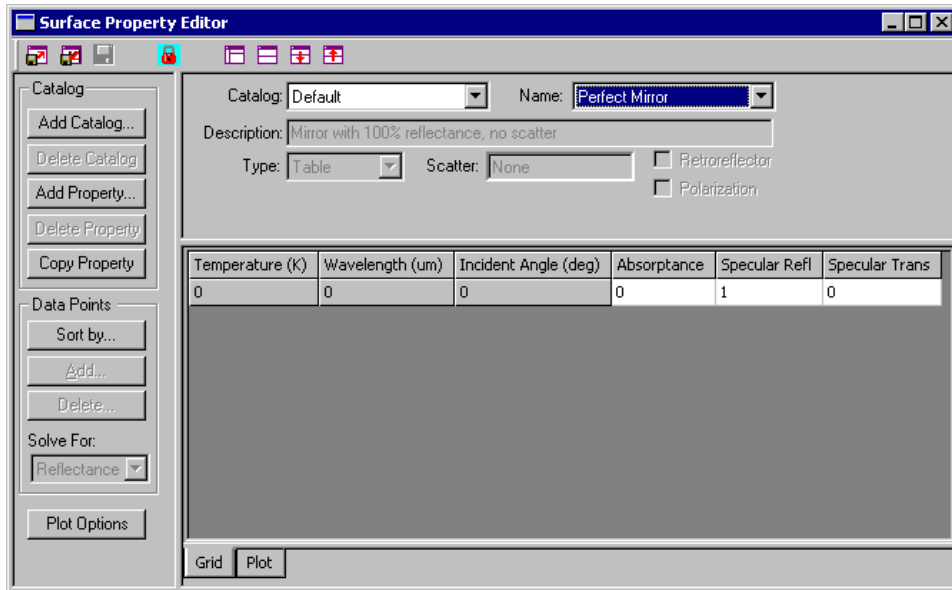 Surface Property Editor
Catalog
Add Catalog...
Delete Catalog
Add Property...
Delete Property
Copy Property
Data Points
Sort by...
Add...
Delete...
Solve For:
Reflectance
Plot Options
Catalog: Default Name: Perfect Mirror
Description: Mirror with 100% reflectance, no scatter
Type: Table Scatter: None Retroreflector
Polarization
Temperature (K) Wavelength (um) Incident Angle (deg) Absorptance Specular Refl Specular Trans
0 0 0 0 1 0
Grid Plot